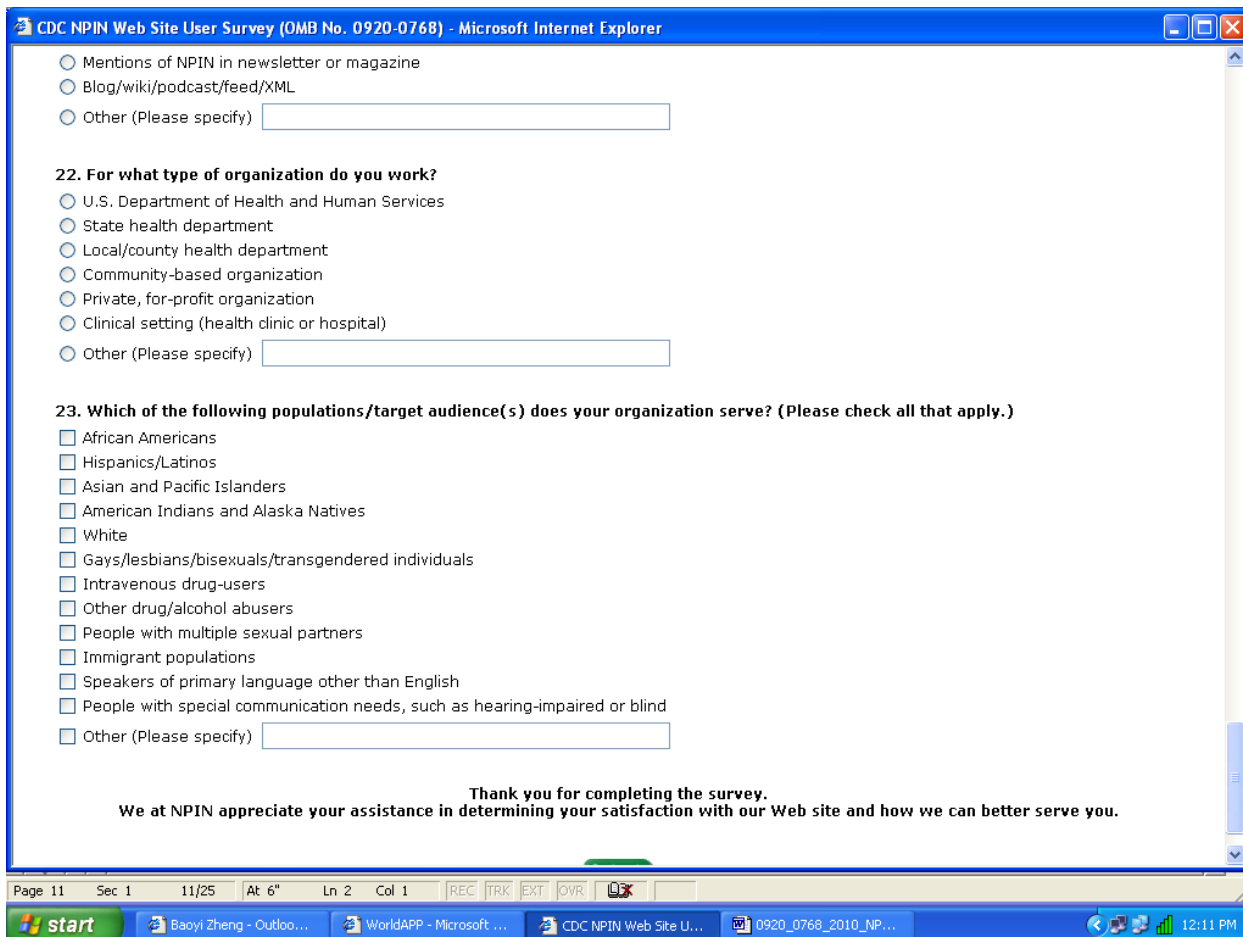 CDC NPIN Web Site User Survey (OMB No. 0920-0768) - Microsoft Internet Explorer
Mentions of NPIN in newsletter or magazine
Blog/wiki/podcast/feed/XML
Other (Please specify)
22. For what type of organization do you work?
U.S. Department of Health and Human Services
State health department
Local/county health department
Community-based organization
Private, for-profit organization
Clinical setting (health clinic or hospital)
Other (Please specify)
23. Which of the following populations/target audience(s) does your organization serve? (Please check all that apply.)
African Americans
Hispanics/Latinos
Asian and Pacific Islanders
American Indians and Alaska Natives
White
Gays/lesbians/bisexuals/transgendered individuals
Intravenous drug-users
Other drug/alcohol abusers
People with multiple sexual partners
Immigrant populations
Speakers of primary language other than English
People with special communication needs, such as hearing-impaired or blind
Other (Please specify)
Thank you for completing the survey.
We at NPIN appreciate your assistance in determining your satisfaction with our Web site and how we can better serve you.
Page 11 Sec 1 11/25 At 6" Ln 2 Col 1 REC TRK EXT OVR
start Baoyi Zheng - Outloo... WorldAPP - Microsoft ... CDC NPIN Web Site U... 0920_0768_2010_NP... 12:11 PM